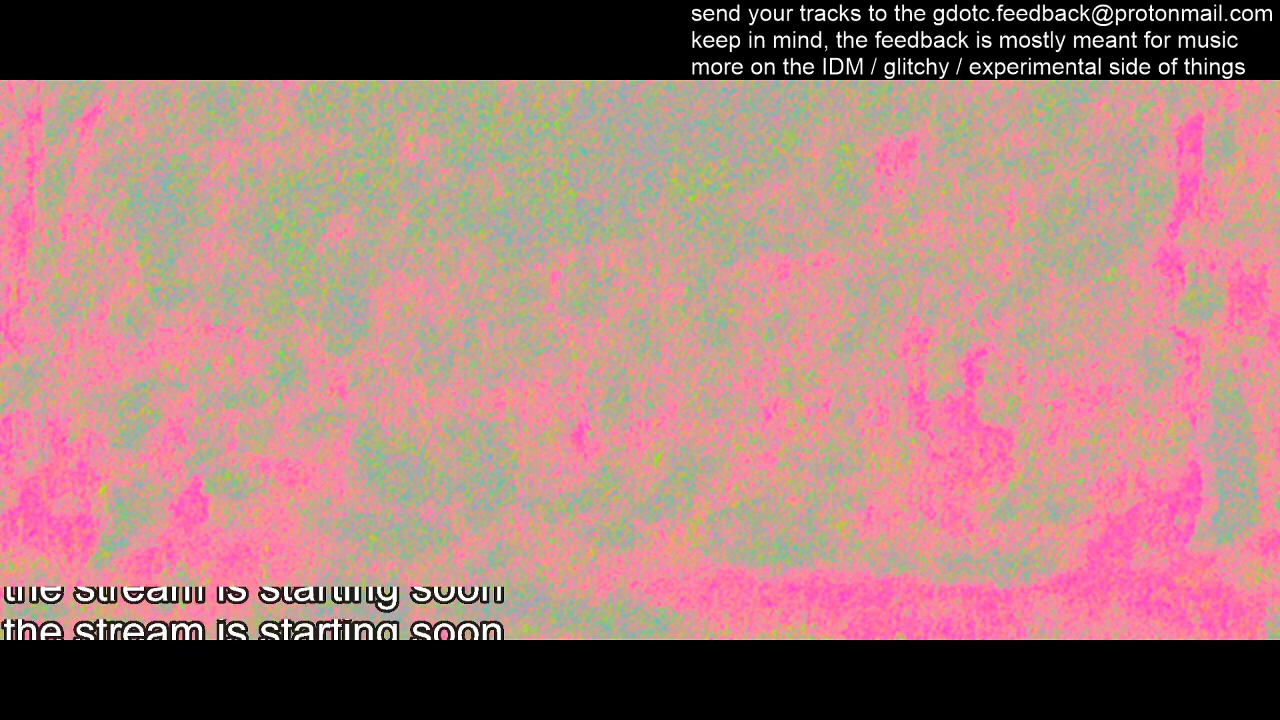 send your tracks to the gdotc.feedback@protonmail.com
keep in mind, the feedback is mostly meant for music
more on the IDM / glitchy / experimental side of things
the stream is starting soon
the stream is starting soon